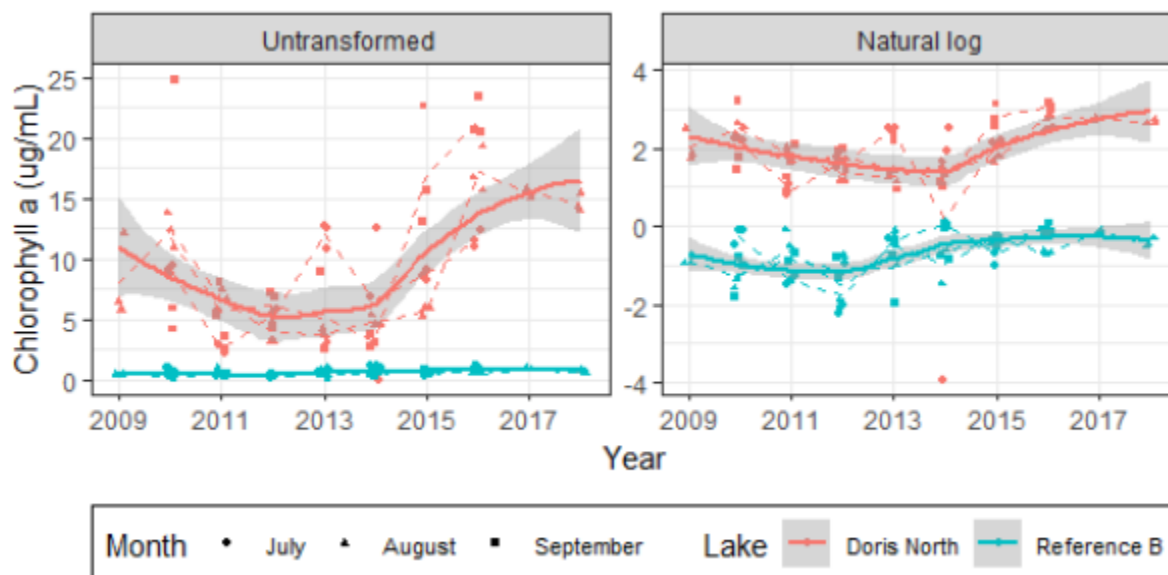 Untransformed
Natural log
Chlorophyll a (ug/mL)
25
20
15
10
5
0
4
2
0
-2
-4
2009 2011 2013 2015 2017
2009 2011 2013 2015 2017
Year
Month July August September Lake Doris North Reference B